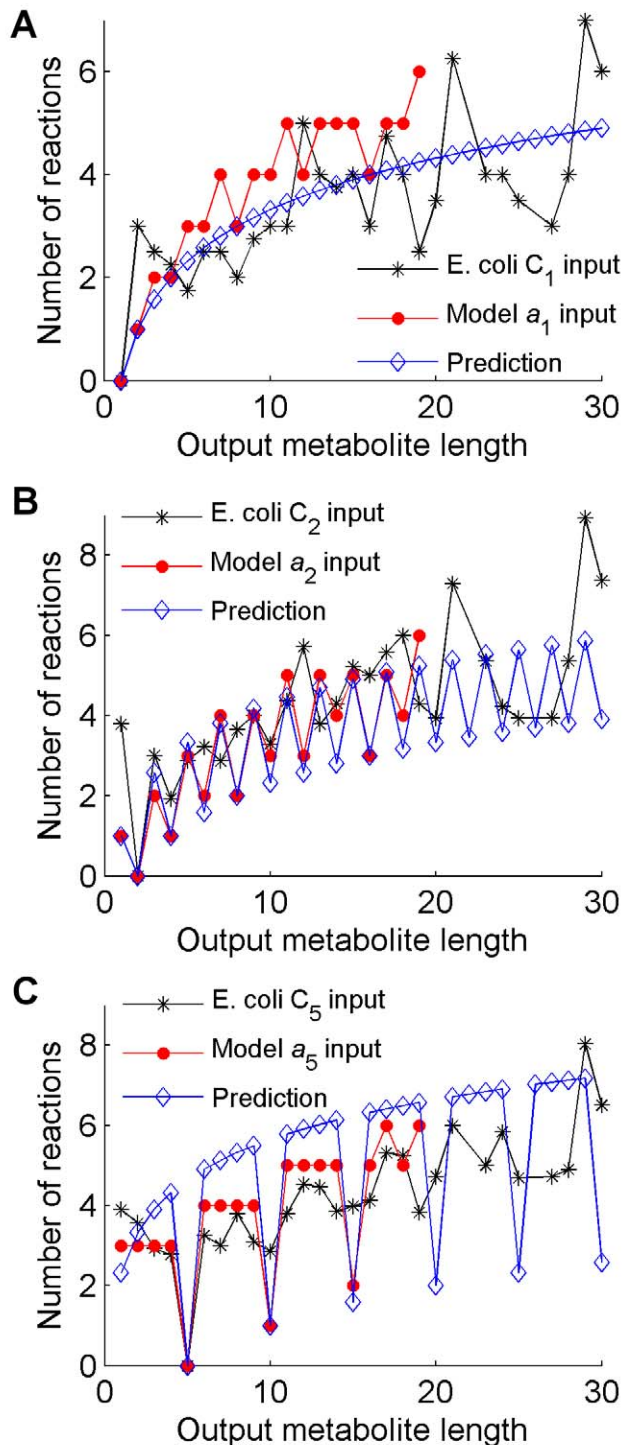 A
Number of reactions
6
4
2
0
E. coli C1 input
Model a1 input
Prediction
0
10
20
30
Output metabolite length
B
Number of reactions
8
6
4
2
0
E. coli C2 input
Model a2 input
Prediction
0
10
20
30
Output metabolite length
C
Number of reactions
8
6
4
2
0
E. coli C5 input
Model a5 input
Prediction
0
10
20
30
Output metabolite length